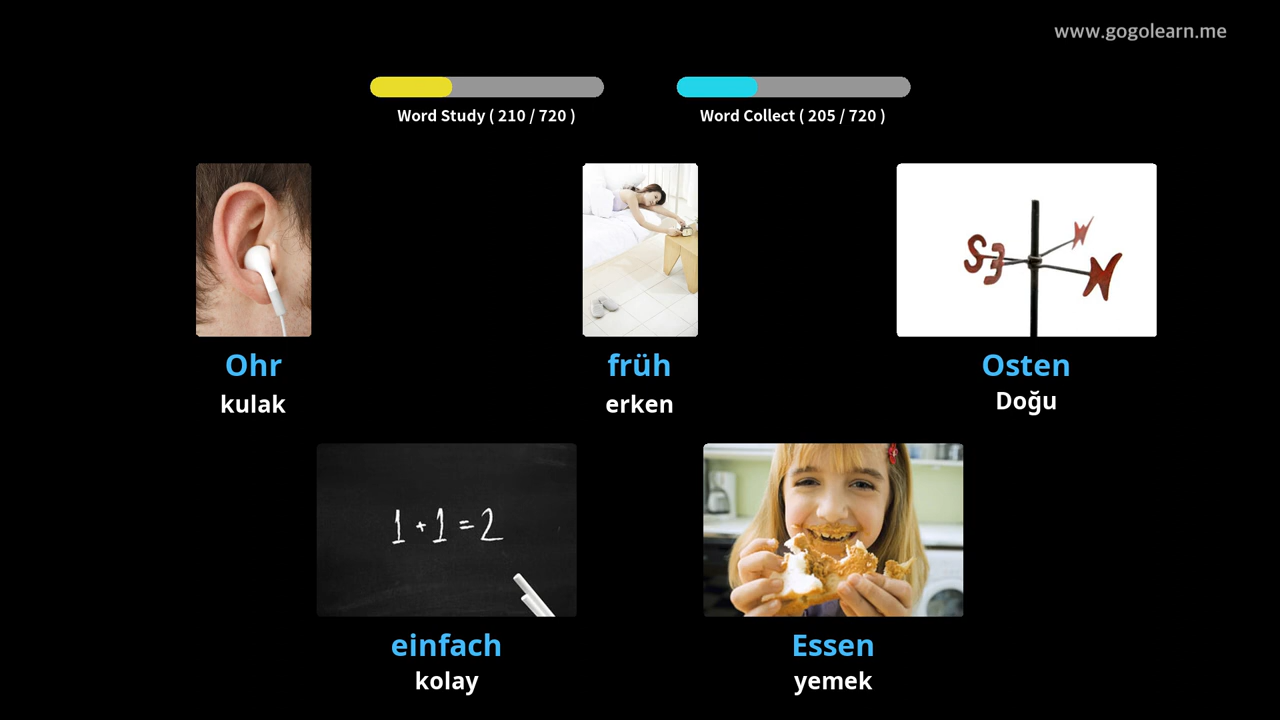 www.gogolearn.me
Word Study ( 210 / 720 )
Word Collect ( 205 / 720 )
Ohr
kulak
früh
erken
S
N
Osten
Doğu
1 + 1 = 2
einfach
kolay
Essen
yemek